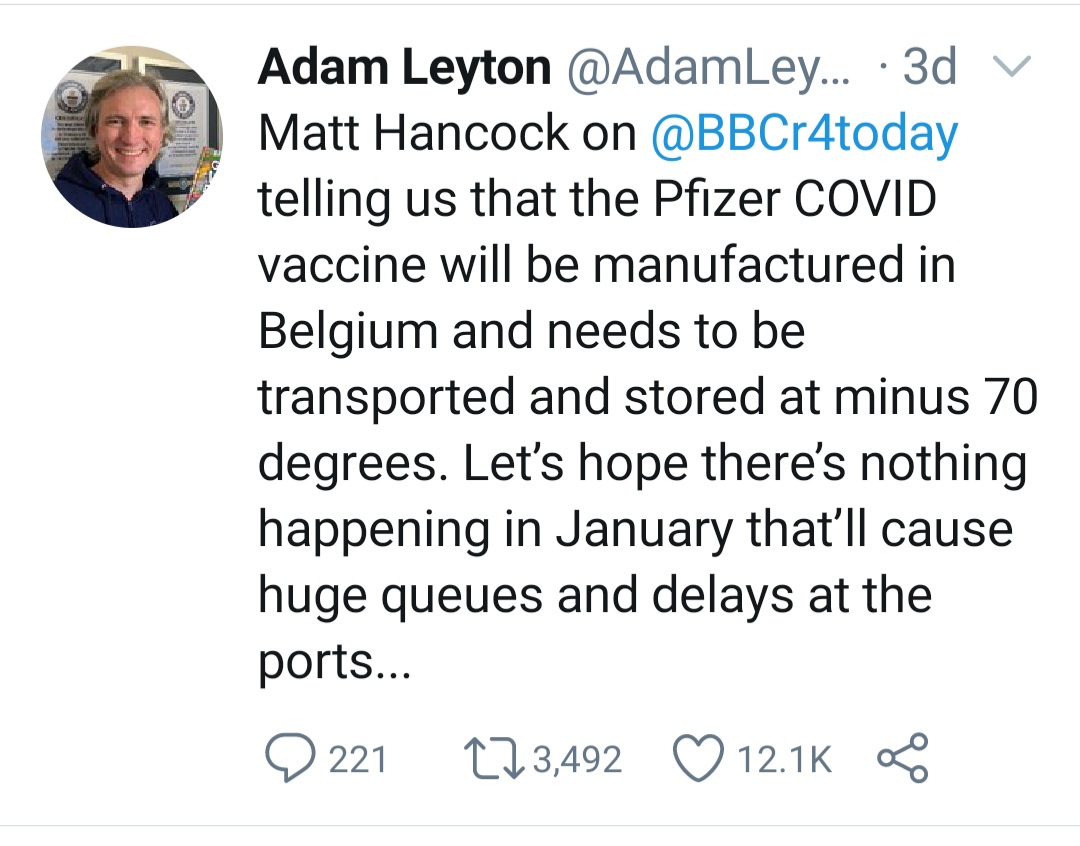 Adam Leyton @AdamLey... · 3d
Matt Hancock on @BBCr4today
telling us that the Pfizer COVID
vaccine will be manufactured in
Belgium and needs to be
transported and stored at minus 70
degrees. Let’s hope there’s nothing
happening in January that’ll cause
huge queues and delays at the
ports...
221 3,492 12.1K